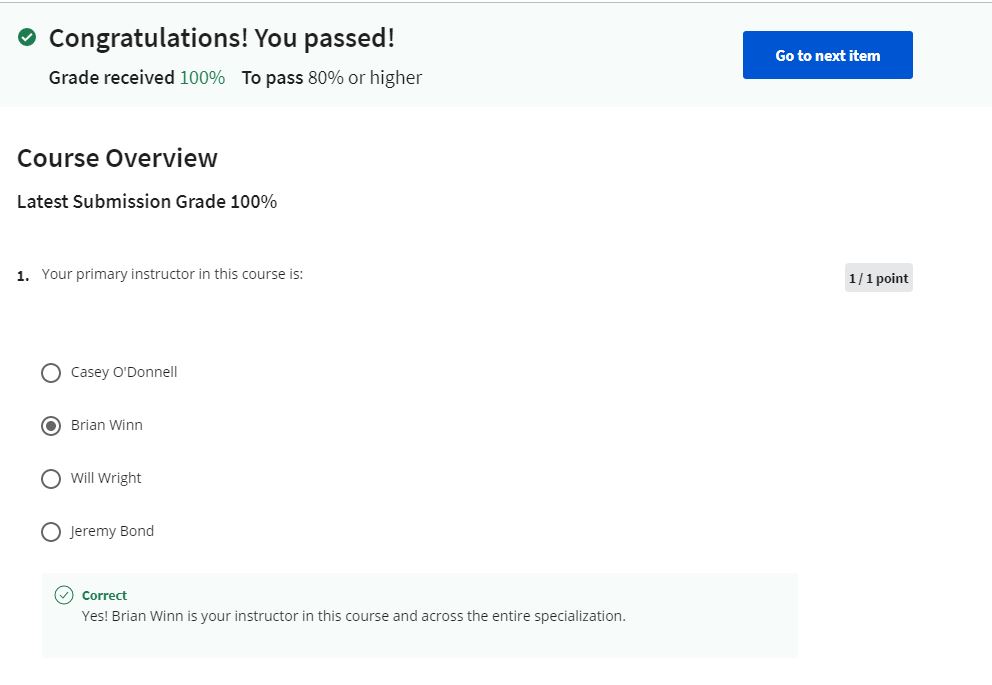 Congratulations! You passed!
Grade received 100% To pass 80% or higher
Go to next item
Course Overview
Latest Submission Grade 100%
1. Your primary instructor in this course is:
1 / 1 point
Casey O'Donnell
Brian Winn
Will Wright
Jeremy Bond
Correct
Yes! Brian Winn is your instructor in this course and across the entire specialization.